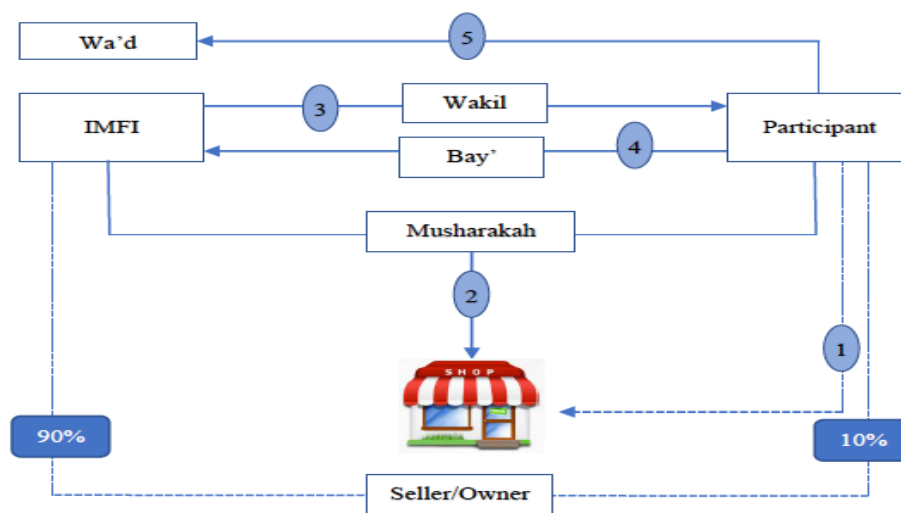 Wa’d
5
IMFI
3
Wakil
Participant
Bay’
4
Musharakah
2
SHOP
1
90%
10%
Seller/Owner